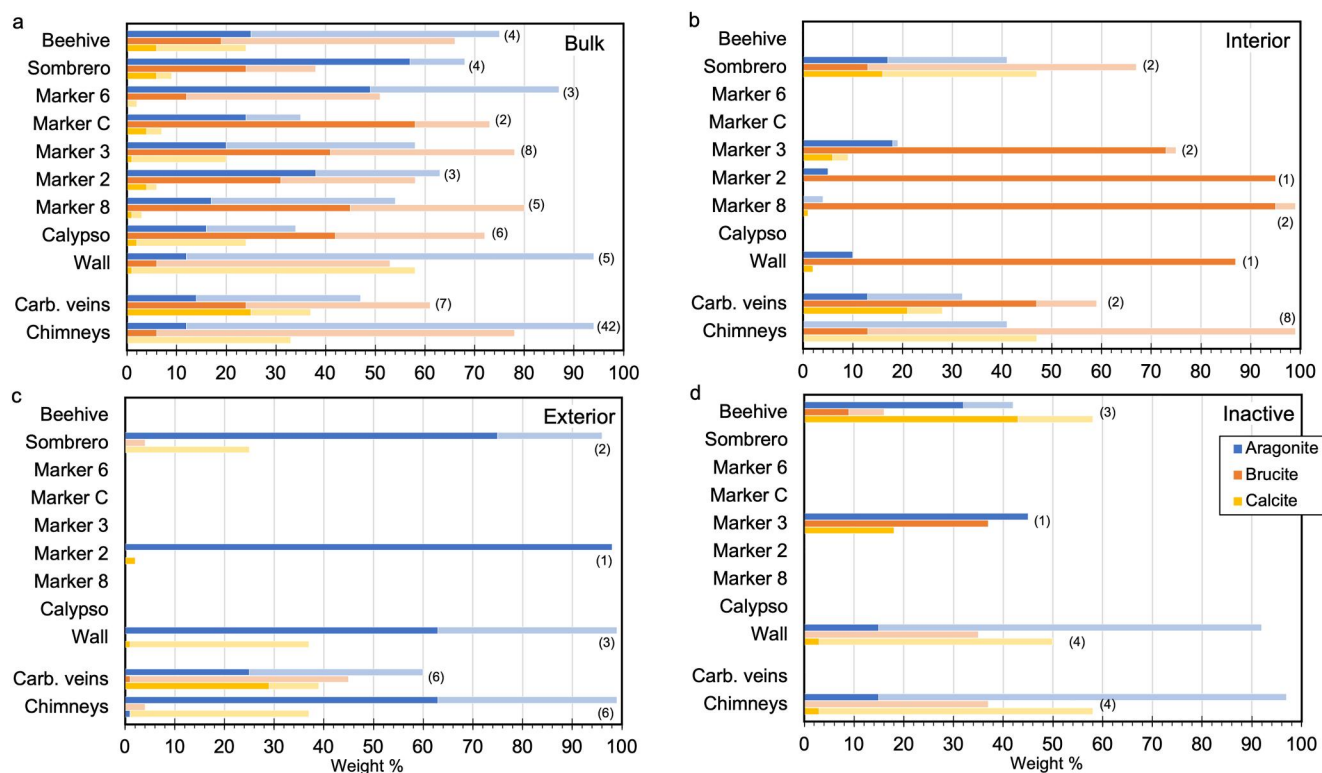 a
Bulk
Beehive (4)
Sombrero (4)
Marker 6 (3)
Marker C (2)
Marker 3 (8)
Marker 2 (3)
Marker 8 (5)
Calypso (6)
Wall (5)
Carb. veins (7)
Chimneys (42)
0 10 20 30 40 50 60 70 80 90 100
b
Interior
Beehive
Sombrero (2)
Marker 6
Marker C
Marker 3 (2)
Marker 2 (1)
Marker 8 (2)
Calypso
Wall (1)
Carb. veins (2)
Chimneys (8)
0 10 20 30 40 50 60 70 80 90 100
c
Exterior
Beehive
Sombrero (2)
Marker 6
Marker C
Marker 3
Marker 2 (1)
Marker 8
Calypso
Wall (3)
Carb. veins (6)
Chimneys (6)
0 10 20 30 40 50 60 70 80 90 100
Weight %
d
Inactive
Beehive (3)
Sombrero
Marker 6
Marker C
Marker 3 (1)
Marker 2
Marker 8
Calypso
Wall (4)
Carb. veins
Chimneys (4)
Aragonite
Brucite
Calcite
0 10 20 30 40 50 60 70 80 90 100
Weight %